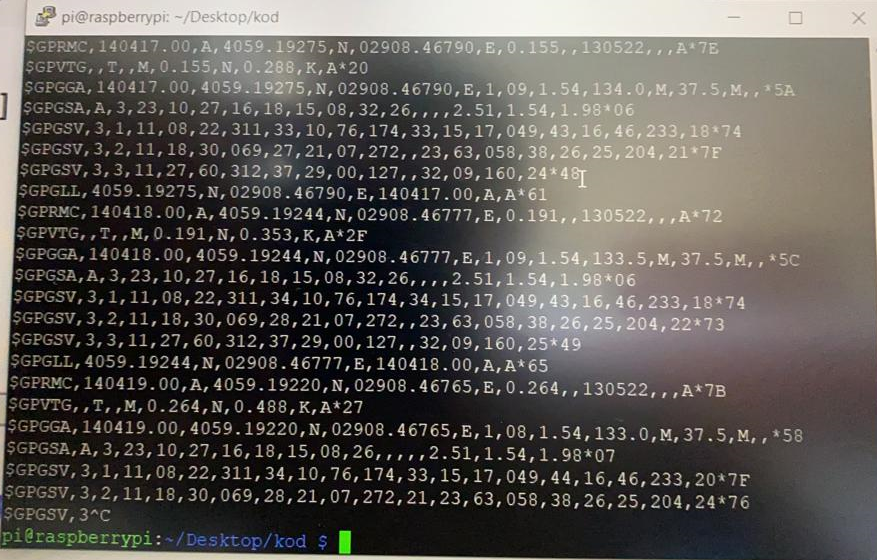 pi@raspberrypi: ~/Desktop/kod
$GPRMC,140417.00,A,4059.19275,N,02908.46790,E,0.155,,130522,,,A*7E
$GPVTG,,T,,M,0.155,N,0.288,K,A*20
$GPGGA,140417.00,4059.19275,N,02908.46790,E,1,09,1.54,134.0,M,37.5,M,,*5A
$GPGSA,A,3,23,10,27,16,18,15,08,32,26,,,,2.51,1.54,1.98*06
$GPGSV,3,1,11,08,22,311,33,10,76,174,33,15,17,049,43,16,46,233,18*74
$GPGSV,3,2,11,18,30,069,27,21,07,272,,23,63,058,38,26,25,204,21*7F
$GPGSV,3,3,11,27,60,312,37,29,00,127,,32,09,160,24*48
$GPGLL,4059.19275,N,02908.46790,E,140417.00,A,A*61
$GPRMC,140418.00,A,4059.19244,N,02908.46777,E,0.191,,130522,,,A*72
$GPVTG,,T,,M,0.191,N,0.353,K,A*2F
$GPGGA,140418.00,4059.19244,N,02908.46777,E,1,09,1.54,133.5,M,37.5,M,,*5C
$GPGSA,A,3,23,10,27,16,18,15,08,32,26,,,,2.51,1.54,1.98*06
$GPGSV,3,1,11,08,22,311,34,10,76,174,34,15,17,049,43,16,46,233,18*74
$GPGSV,3,2,11,18,30,069,28,21,07,272,,23,63,058,38,26,25,204,22*73
$GPGSV,3,3,11,27,60,312,37,29,00,127,,32,09,160,25*49
$GPGLL,4059.19244,N,02908.46777,E,140418.00,A,A*65
$GPRMC,140419.00,A,4059.19220,N,02908.46765,E,0.264,,130522,,,A*7B
$GPVTG,,T,,M,0.264,N,0.488,K,A*27
$GPGGA,140419.00,4059.19220,N,02908.46765,E,1,08,1.54,133.0,M,37.5,M,,*58
$GPGSA,A,3,23,10,27,16,18,15,08,26,,,,,2.51,1.54,1.98*07
$GPGSV,3,1,11,08,22,311,34,10,76,174,33,15,17,049,44,16,46,233,20*7F
$GPGSV,3,2,11,18,30,069,28,21,07,272,21,23,63,058,38,26,25,204,24*76
$GPGSV,3^C
pi@raspberrypi:~/Desktop/kod $